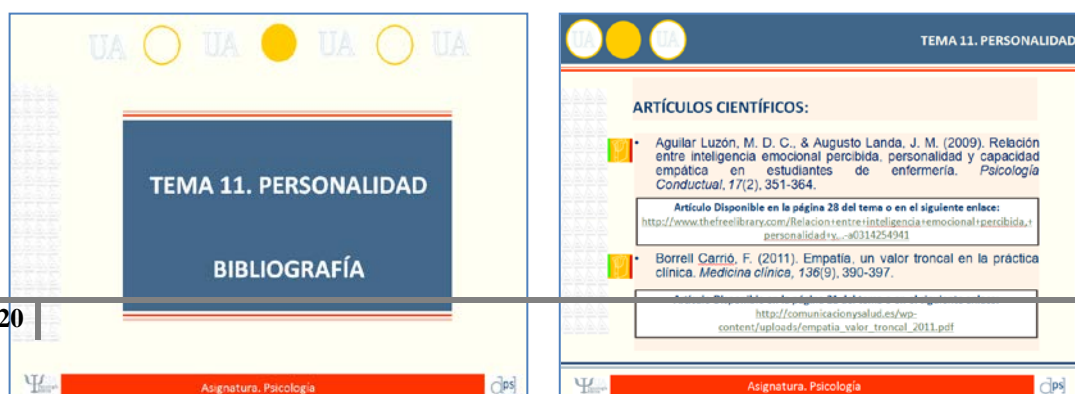 UA UA UA UA
TEMA 11. PERSONALIDAD
BIBLIOGRAFÍA
20
Asignatura. Psicología
dps
UA UA
TEMA 11. PERSONALIDAD
ARTÍCULOS CIENTÍFICOS:
• Aguilar Luzón, M. D. C., & Augusto Landa, J. M. (2009). Relación
entre inteligencia emocional percibida, personalidad y capacidad
empática en estudiantes de enfermería. Psicología
Conductual, 17(2), 351-364.
Artículo Disponible en la página 28 del tema o en el siguiente enlace:
http://www.thefreelibrary.com/Relacion+entre+inteligencia+emocional+percibida,+
personalidad+y...-a0314254941
• Borrell Carrió, F. (2011). Empatía, un valor troncal en la práctica
clínica. Medicina clínica, 136(9), 390-397.
http://comunicacionysalud.es/wp-
content/uploads/empatia_valor_troncal_2011.pdf
Asignatura. Psicología
dps